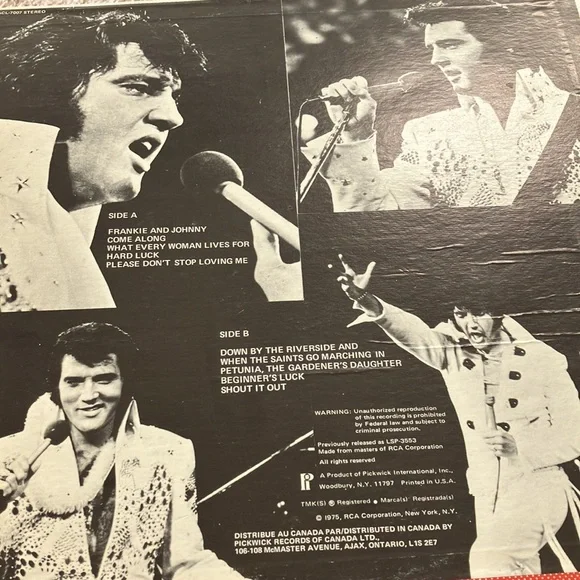 7007 STEREO
SIDE A
FRANKIE AND JOHNNY
COME ALONG
WHAT EVERY WOMAN LIVES FOR
HARD LUCK
PLEASE DON'T STOP LOVING ME
SIDE B
DOWN BY THE RIVERSIDE AND
WHEN THE SAINTS GO MARCHING IN
PETUNIA, THE GARDENER'S DAUGHTER
BEGINNER'S LUCK
SHOUT IT OUT
WARNING: Unauthorized reproduction
of this recording is prohibited
by Federal law and subject to
criminal prosecution.
Previously released as LSP-3553
Made from masters of RCA Corporation
All rights reserved
A Product of Pickwick International, Inc.,
Woodbury, N.Y. 11797 Printed in U.S.A.
TMK(S) ® Registered • Marca(s) Registrada(s)
© 1975, RCA Corporation, New York, N.Y.
DISTRIBUE AU CANADA PAR/DISTRIBUTED IN CANADA BY
PICKWICK RECORDS OF CANADA LTD.,
106-108 McMASTER AVENUE, AJAX, ONTARIO, L1S 2E7